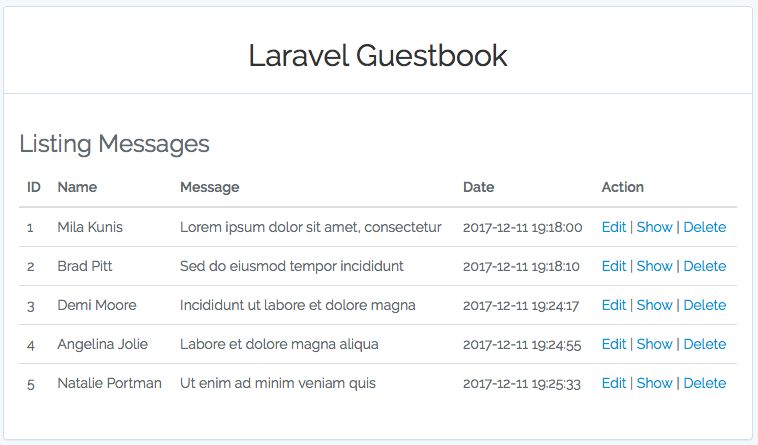 Laravel Guestbook
Listing Messages
ID Name Message Date Action
1 Mila Kunis Lorem ipsum dolor sit amet, consectetur 2017-12-11 19:18:00 Edit | Show | Delete
2 Brad Pitt Sed do eiusmod tempor incididunt 2017-12-11 19:18:10 Edit | Show | Delete
3 Demi Moore Incididunt ut labore et dolore magna 2017-12-11 19:24:17 Edit | Show | Delete
4 Angelina Jolie Labore et dolore magna aliqua 2017-12-11 19:24:55 Edit | Show | Delete
5 Natalie Portman Ut enim ad minim veniam quis 2017-12-11 19:25:33 Edit | Show | Delete